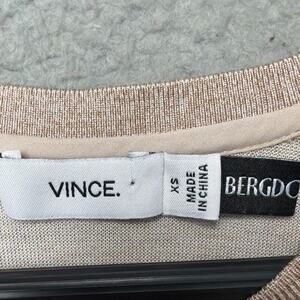 VINCE.
XS
MADE
IN CHINA
BERGDO